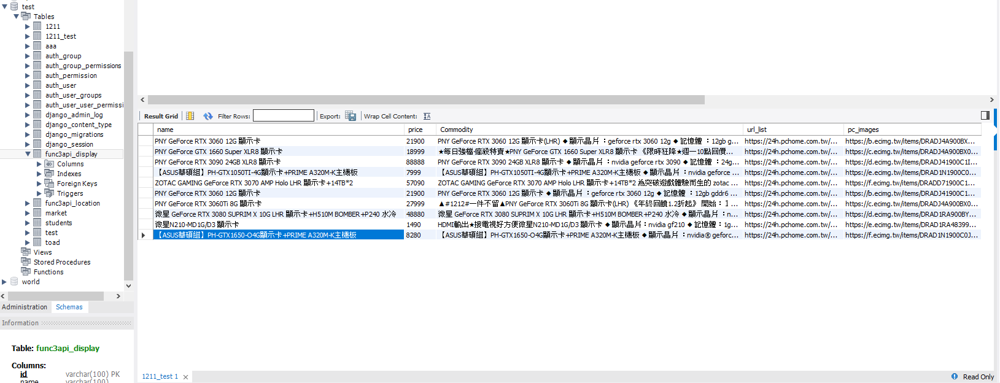 test
Tables
1211
1211_test
aaa
auth_group
auth_group_permissions
auth_permission
auth_user
auth_user_groups
auth_user_user_permissi
django_admin_log
django_content_type
django_migrations
django_session
func3api_display
Columns
Indexes
Foreign Keys
Triggers
func3api_location
market
students
test
toad
Views
Stored Procedures
Functions
world
Administration Schemas
Information
Table: func3api_display
Columns:
id varchar(100) PK
name varchar(100)
Result Grid Filter Rows: Export: Wrap Cell Content:
name price Commodity url_list pc_images
PNY GeForce RTX 3060 12G 顯示卡 21900 PNY GeForce RTX 3060 12G 顯示卡(LHR) ◆顯示晶片：geforce rtx 3060 12g ◆記憶體 ：12gb g... https://24h.pchome.com.tw/... https://b.ecimg.tw/items/DRADJ4A900BX...
PNY GeForce GTX 1660 Super XLR8 顯示卡 18999 ★每日強檔‧瘋殺特賣★PNY GeForce GTX 1660 Super XLR8 顯示卡 《限時狂降★週一10點回價... https://24h.pchome.com.tw/... https://c.ecimg.tw/items/DRADJ4A900BX0...
PNY GeForce RTX 3090 24GB XLR8 顯示卡 88888 PNY GeForce RTX 3090 24GB XLR8 顯示卡 ◆顯示晶片：nvidia geforce rtx 3090 ◆記憶體 ：24g... https://24h.pchome.com.tw/... https://b.ecimg.tw/items/DRADJ41900C1I...
【ASUS華碩組】PH-GTX1050TI-4G顯示卡+PRIME A320M-K主機板 7999 【ASUS華碩組】PH-GTX1050TI-4G顯示卡+PRIME A320M-K主機板 ◆顯示晶片：nvidia geforce ... https://24h.pchome.com.tw/... https://e.ecimg.tw/items/DRAD1N1900C0...
ZOTAC GAMING GeForce RTX 3070 AMP Holo LHR 顯示卡+14TB*2 57090 ZOTAC GAMING GeForce RTX 3070 AMP Holo LHR 顯示卡+14TB*2 為突破遊戲體驗而生的 zotac ... https://24h.pchome.com.tw/... https://f.ecimg.tw/items/DRADD71900C1...
PNY GeForce RTX 3060 12G 顯示卡 21900 PNY GeForce RTX 3060 12G 顯示卡 ◆顯示晶片：geforce rtx 3060 12g ◆記憶體 ：12gb gddr6 ... https://24h.pchome.com.tw/... https://b.ecimg.tw/items/DRADJ41900C1...
PNY GeForce RTX 3060Ti 8G 顯示卡 27999 ▲#1212#一件不留▲PNY GeForce RTX 3060Ti 8G 顯示卡(LHR) 《年終回饋1.2折起》 開始：1... https://24h.pchome.com.tw/... https://c.ecimg.tw/items/DRADJ4A900BX0...
微星 GeForce RTX 3080 SUPRIM X 10G LHR 顯示卡+H510M BOMBER+P240 水冷 48880 微星 GeForce RTX 3080 SUPRIM X 10G LHR 顯示卡+H510M BOMBER+P240 水冷 ◆顯示晶片：n... https://24h.pchome.com.tw/... https://d.ecimg.tw/items/DRAD1RA900BY...
微星N210-MD1G/D3 顯示卡 1490 HDMI輸出★接電視好方便微星N210-MD1G/D3 顯示卡 ◆顯示晶片：nvidia gf210 ◆記憶體：1g... https://24h.pchome.com.tw/... https://e.ecimg.tw/items/DRAD1RA48399...
【ASUS華碩組】PH-GTX1650-O4G顯示卡+PRIME A320M-K主機板 8280 【ASUS華碩組】PH-GTX1650-O4G顯示卡+PRIME A320M-K主機板 ◆顯示晶片：nvidia® geforc... https://24h.pchome.com.tw/... https://f.ecimg.tw/items/DRAD1N1900C0J...
1211_test 1
Read Only